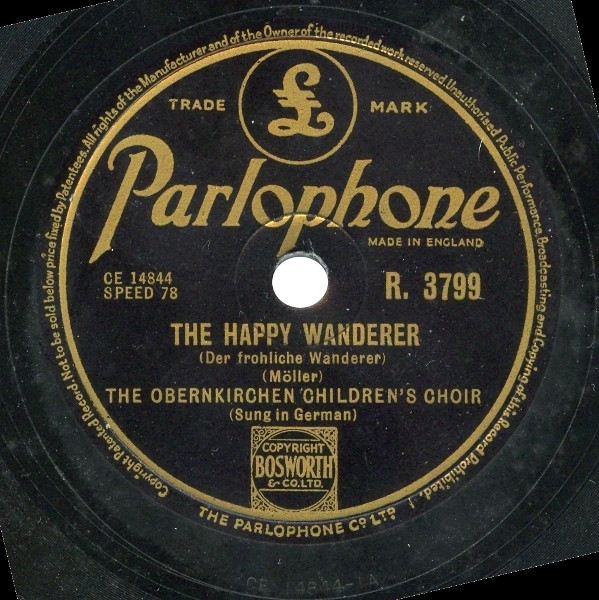 All rights of the Manufacturer and of the Owner of the recorded work reserved. Unauthorised Public Performance, Broadcasting and Copying of this Record Prohibited. !
Copyright Patented Record. Not to be sold below price fixed by Patentees.
£
TRADE MARK
Parlophone
MADE IN ENGLAND
CE 14844
SPEED 78
R. 3799
THE HAPPY WANDERER
(Der frohliche Wanderer)
(Möller)
THE OBERNKIRCHEN CHILDREN'S CHOIR
(Sung in German)
COPYRIGHT
BOSWORTH
& CO. LTD.
THE PARLOPHONE Co LTD
CE 14844-1A